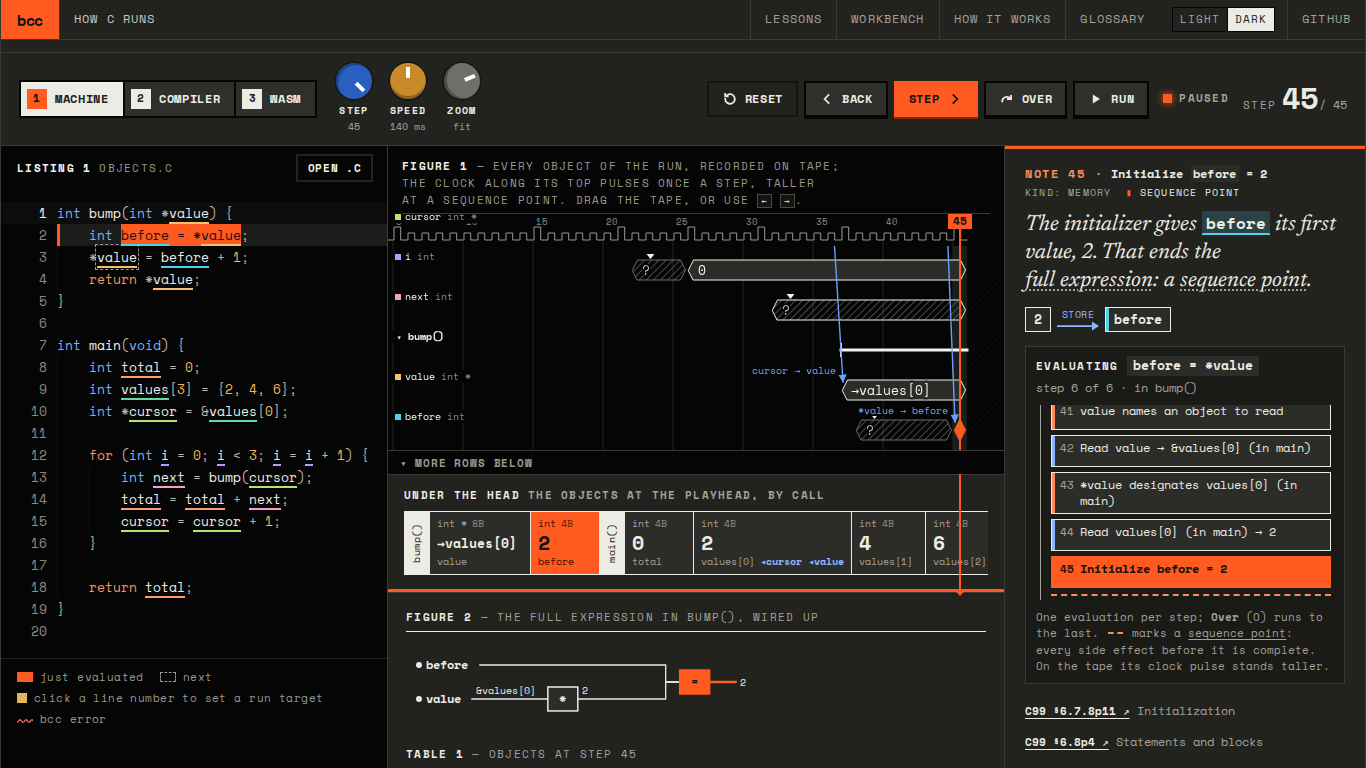 bcc HOW C RUNS LESSONS WORKBENCH HOW IT WORKS GLOSSARY LIGHT DARK GITHUB
1 MACHINE 2 COMPILER 3 WASM
STEP 45
SPEED 140 ms
ZOOM fit
RESET BACK STEP OVER RUN PAUSED STEP 45 / 45
LISTING 1 OBJECTS.C OPEN .C
1 int bump(int *value) {
2 int before = *value;
3 *value = before + 1;
4 return *value;
5 }
6
7 int main(void) {
8 int total = 0;
9 int values[3] = {2, 4, 6};
10 int *cursor = &values[0];
11
12 for (int i = 0; i < 3; i = i + 1) {
13 int next = bump(cursor);
14 total = total + next;
15 cursor = cursor + 1;
16 }
17
18 return total;
19 }
20
just evaluated next
click a line number to set a run target
bcc error
FIGURE 1 — EVERY OBJECT OF THE RUN, RECORDED ON TAPE;
THE CLOCK ALONG ITS TOP PULSES ONCE A STEP, TALLER
AT A SEQUENCE POINT. DRAG THE TAPE, OR USE ← →.
cursor int * 15 20 25 30 35 40 45
i int ? 0
next int ?
▾ bump()
cursor → value
value int * →values[0]
*value → before
before int ?
▾ MORE ROWS BELOW
UNDER THE HEAD THE OBJECTS AT THE PLAYHEAD, BY CALL
bump()
int * 8B
→values[0]
value
int 4B
2
before
main()
int 4B
0
total
int 4B
2
values[0] ◂cursor ◂value
int 4B
4
values[1]
int 4B
6
values[2]
FIGURE 2 — THE FULL EXPRESSION IN BUMP(), WIRED UP
before
= 2
value &values[0] * 2
TABLE 1 — OBJECTS AT STEP 45
NOTE 45 · Initialize before = 2
KIND: MEMORY SEQUENCE POINT
The initializer gives before its first
value, 2. That ends the
full expression: a sequence point.
2 STORE before
EVALUATING before = *value
step 6 of 6 · in bump()
41 value names an object to read
42 Read value → &values[0] (in main)
43 *value designates values[0] (in
main)
44 Read values[0] (in main) → 2
45 Initialize before = 2
One evaluation per step; Over (O) runs to
the last. marks a sequence point:
every side effect before it is complete.
On the tape its clock pulse stands taller.
C99 §6.7.8p11 ↗ Initialization
C99 §6.8p4 ↗ Statements and blocks